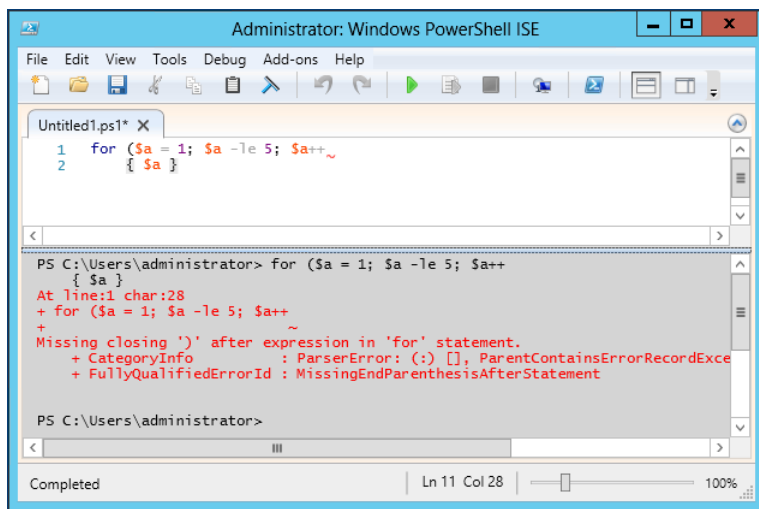 Administrator: Windows PowerShell ISE
File Edit View Tools Debug Add-ons Help
Untitled1.ps1* X
1 for ($a = 1; $a -le 5; $a++
2 { $a }
PS C:\Users\administrator> for ($a = 1; $a -le 5; $a++
{ $a }
At line:1 char:28
+ for ($a = 1; $a -le 5; $a++
+ ~
Missing closing ')' after expression in 'for' statement.
+ CategoryInfo : ParserError: (:) [], ParentContainsErrorRecordExce
+ FullyQualifiedErrorId : MissingEndParenthesisAfterStatement
PS C:\Users\administrator>
Completed
Ln 11 Col 28
100%